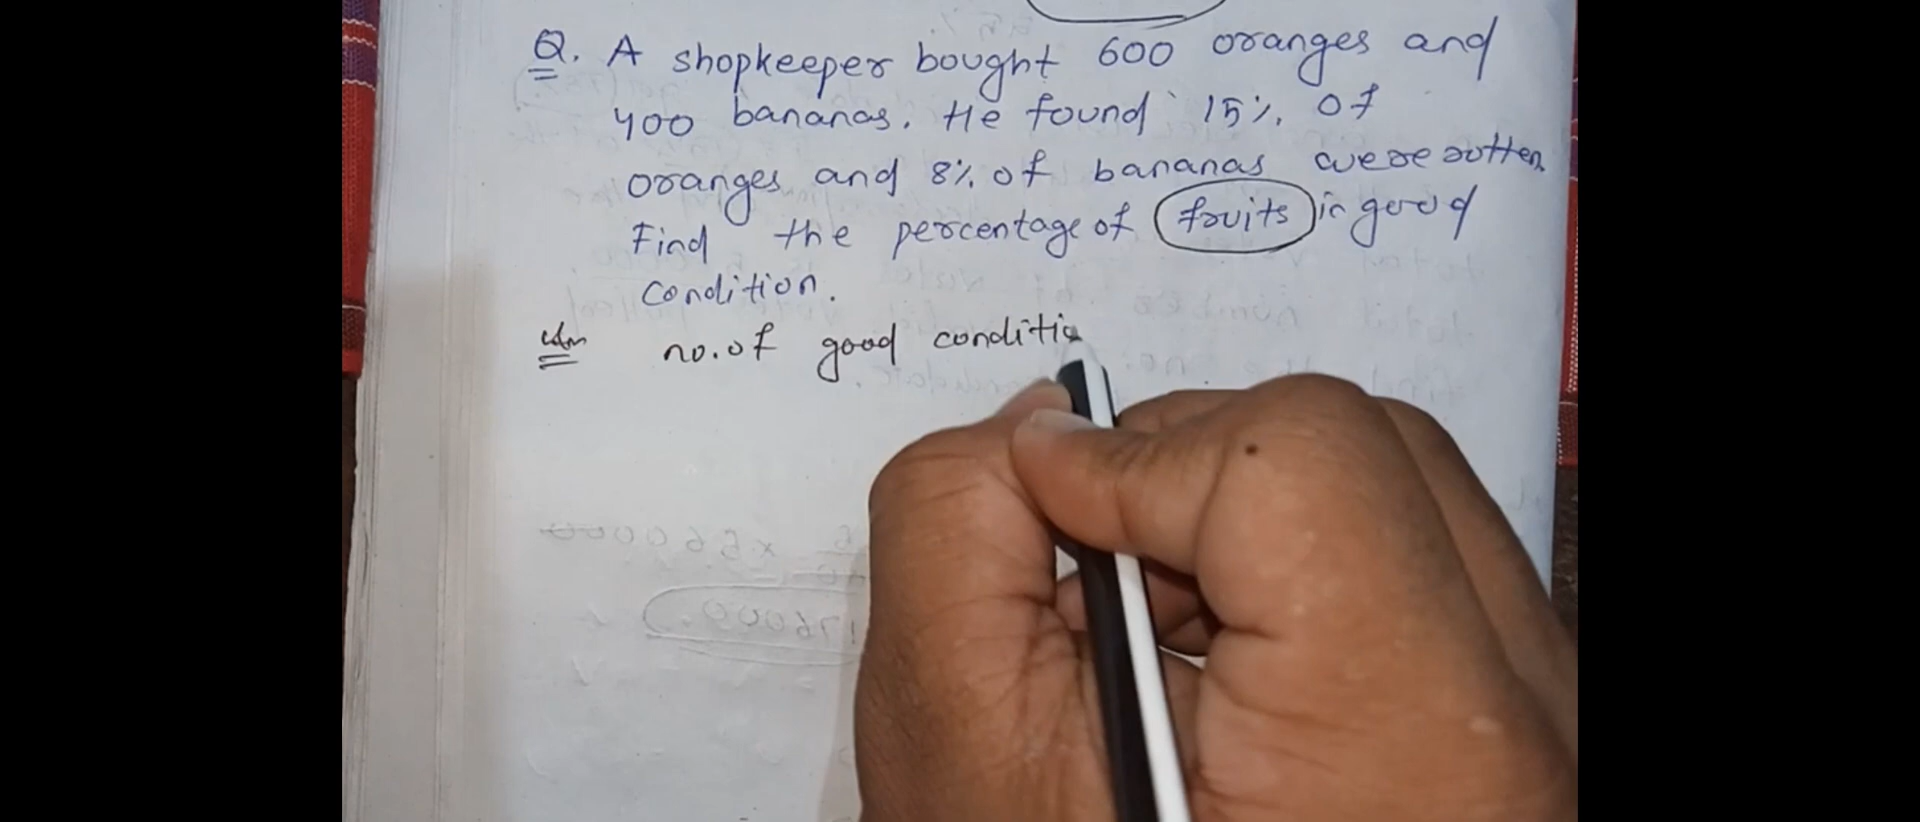 Q. A shopkeeper bought 600 oranges and
400 bananas. He found 15% of
oranges and 8% of bananas were rotten
Find the percentage of fruits in good
condition.
no. of good conditio